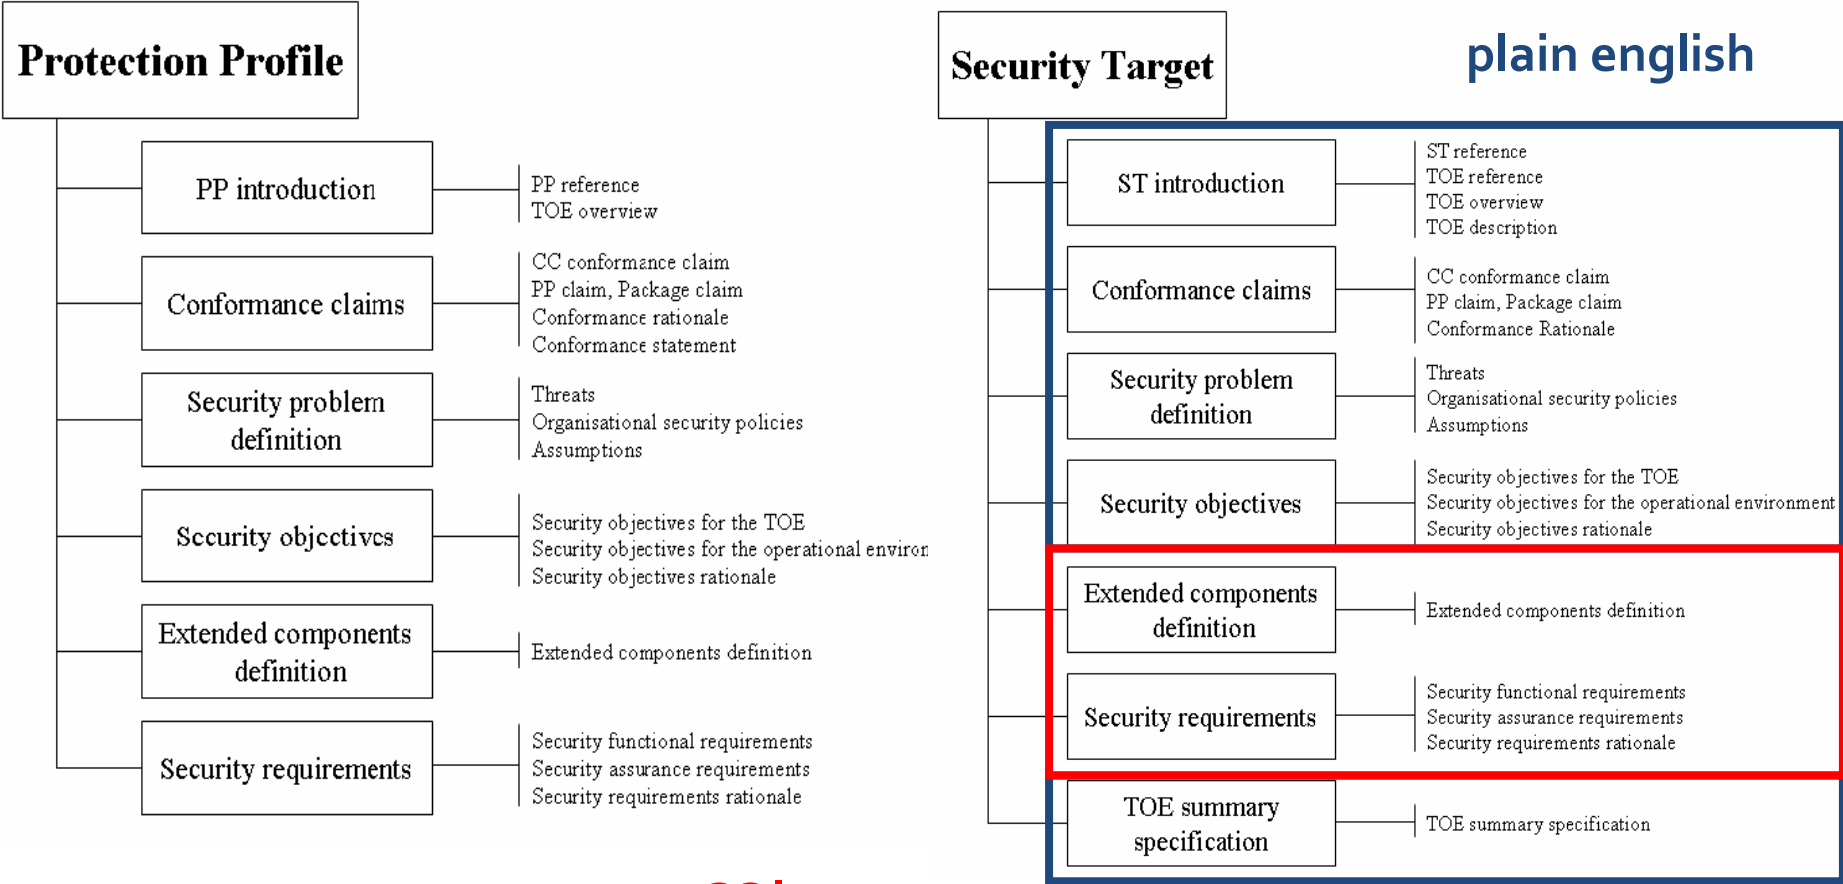 Protection Profile
PP introduction
PP reference
TOE overview
Conformance claims
CC conformance claim
PP claim, Package claim
Conformance rationale
Conformance statement
Security problem
definition
Threats
Organisational security policies
Assumptions
Security objectives
Security objectives for the TOE
Security objectives for the operational environ
Security objectives rationale
Extended components
definition
Extended components definition
Security requirements
Security functional requirements
Security assurance requirements
Security requirements rationale
Security Target
plain english
ST introduction
ST reference
TOE reference
TOE overview
TOE description
Conformance claims
CC conformance claim
PP claim, Package claim
Conformance Rationale
Security problem
definition
Threats
Organisational security policies
Assumptions
Security objectives
Security objectives for the TOE
Security objectives for the operational environment
Security objectives rationale
Extended components
definition
Extended components definition
Security requirements
Security functional requirements
Security assurance requirements
Security requirements rationale
TOE summary
specification
TOE summary specification